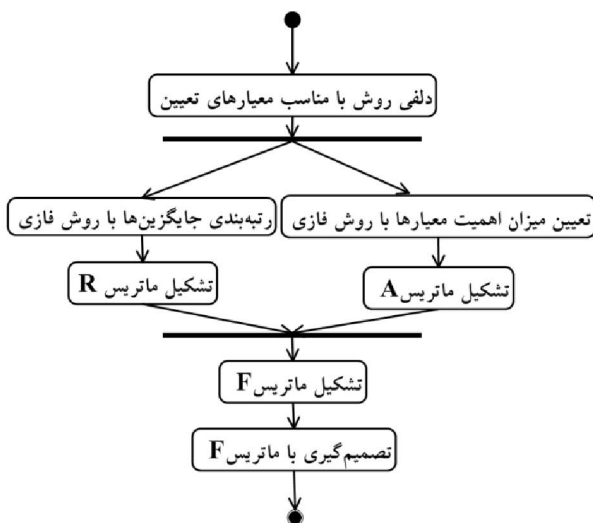 دلفی روش با مناسب معیارهای تعیین
تعیین میزان اهمیت معیارها با روش فازی
رتبه‌بندی جایگزین‌ها با روش فازی
تشکیل ماتریس A
تشکیل ماتریس R
تشکیل ماتریس F
تصمیم‌گیری با ماتریس F